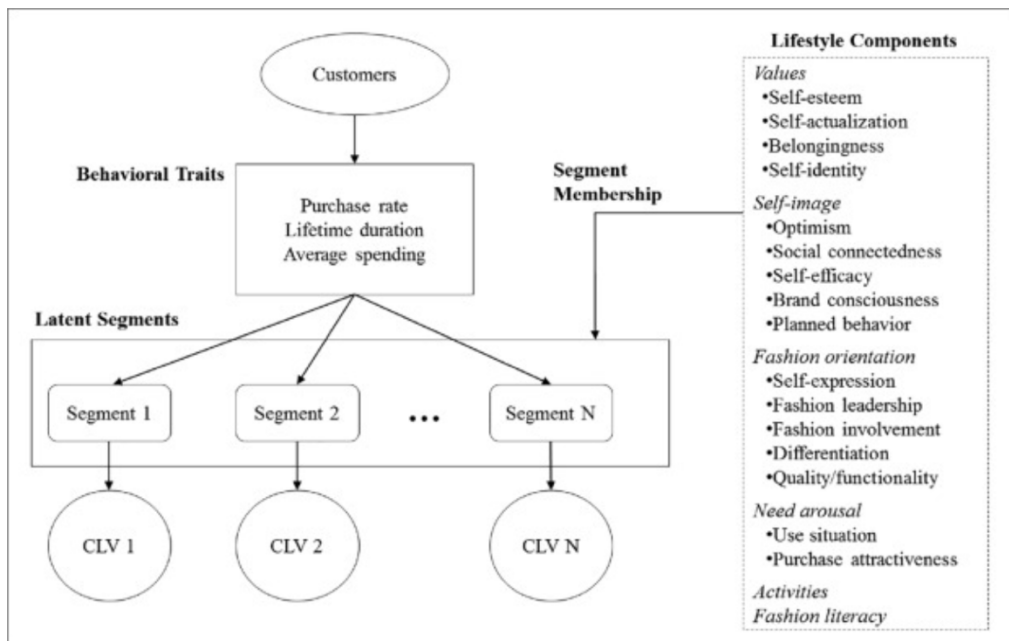 Customers
Behavioral Traits
Purchase rate
Lifetime duration
Average spending
Segment
Membership
Latent Segments
Segment 1
Segment 2
...
Segment N
CLV 1
CLV 2
CLV N
Lifestyle Components
Values
•Self-esteem
•Self-actualization
•Belongingness
•Self-identity
Self-image
•Optimism
•Social connectedness
•Self-efficacy
•Brand consciousness
•Planned behavior
Fashion orientation
•Self-expression
•Fashion leadership
•Fashion involvement
•Differentiation
•Quality/functionality
Need arousal
•Use situation
•Purchase attractiveness
Activities
Fashion literacy